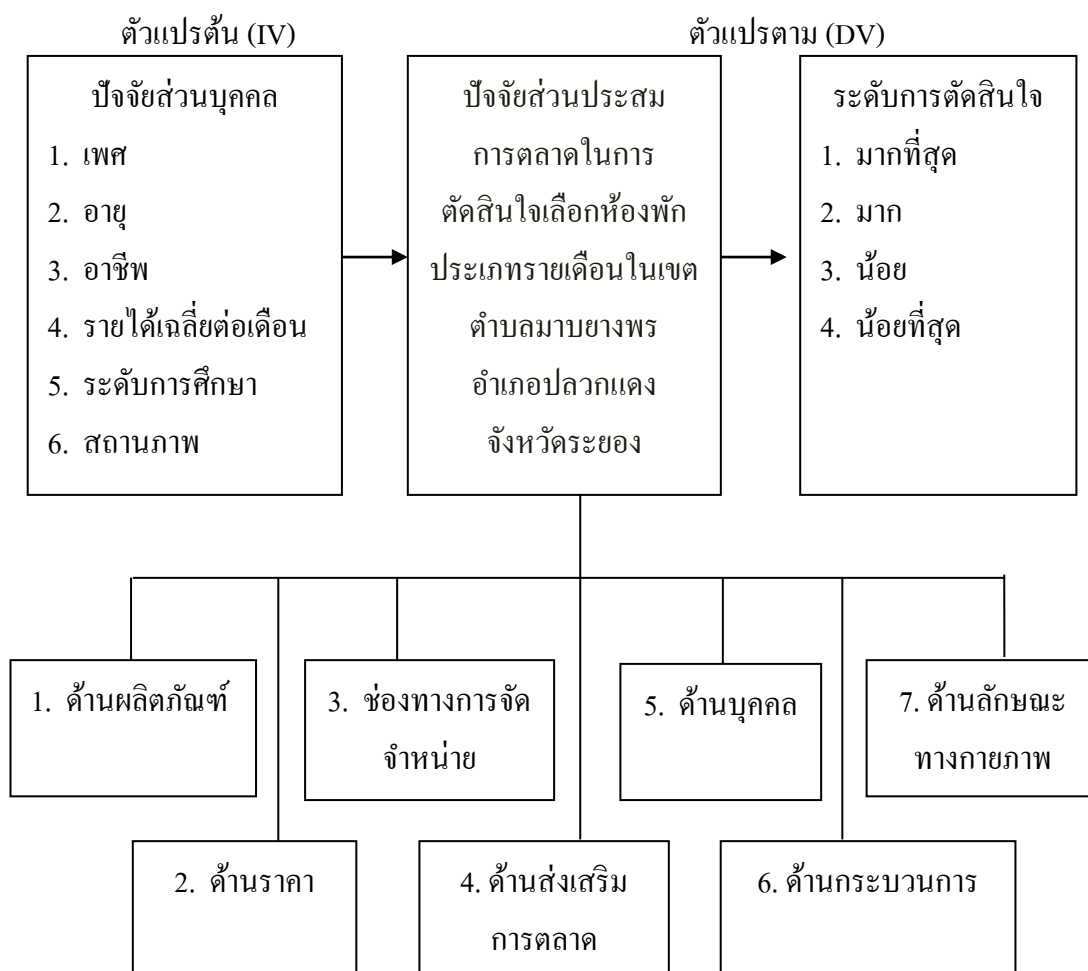 ตัวแปรต้น (IV)
ตัวแปรตาม (DV)
ปัจจัยส่วนบุคคล
1. เพศ
2. อายุ
3. อาชีพ
4. รายได้เฉลี่ยต่อเดือน
5. ระดับการศึกษา
6. สถานภาพ
ปัจจัยส่วนประสม
การตลาดในการ
ตัดสินใจเลือกห้องพัก
ประเภทรายเดือนในเขต
ตำบลมาบยางพร
อำเภอปลวกแดง
จังหวัดระยอง
ระดับการตัดสินใจ
1. มากที่สุด
2. มาก
3. น้อย
4. น้อยที่สุด
1. ด้านผลิตภัณฑ์
3. ช่องทางการจัด
จำหน่าย
5. ด้านบุคคล
7. ด้านลักษณะ
ทางกายภาพ
2. ด้านราคา
4. ด้านส่งเสริม
การตลาด
6. ด้านกระบวนการ